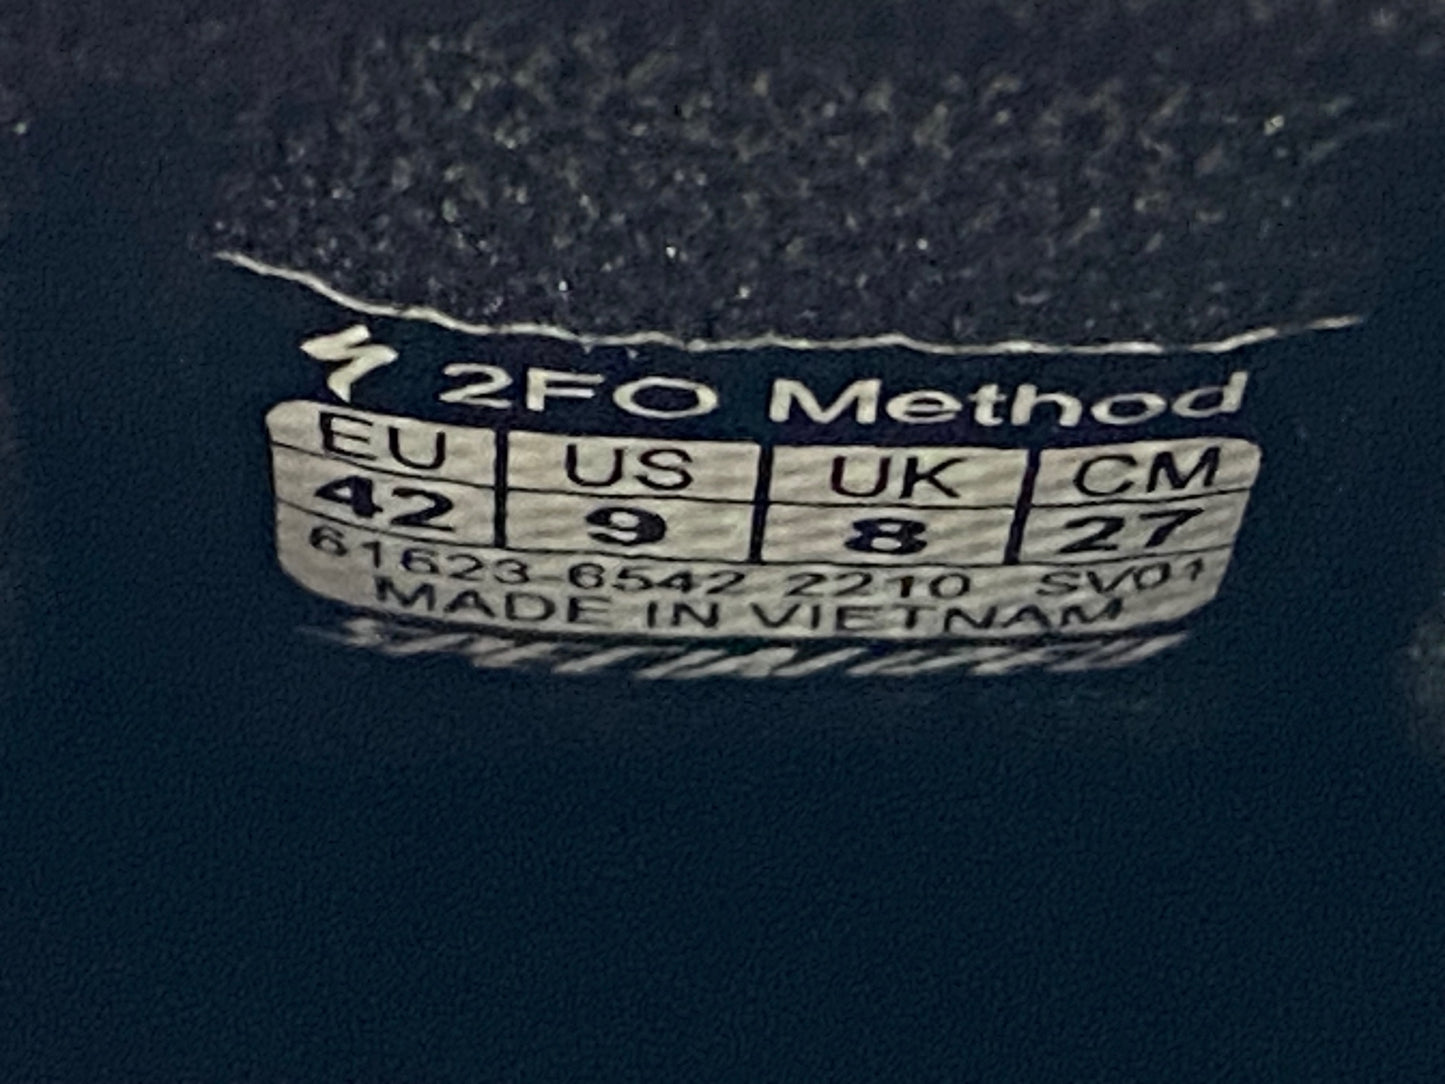 2FO Method
EU US UK CM
42 9 8 27
61623-6542 2210 SV01
MADE IN VIETNAM